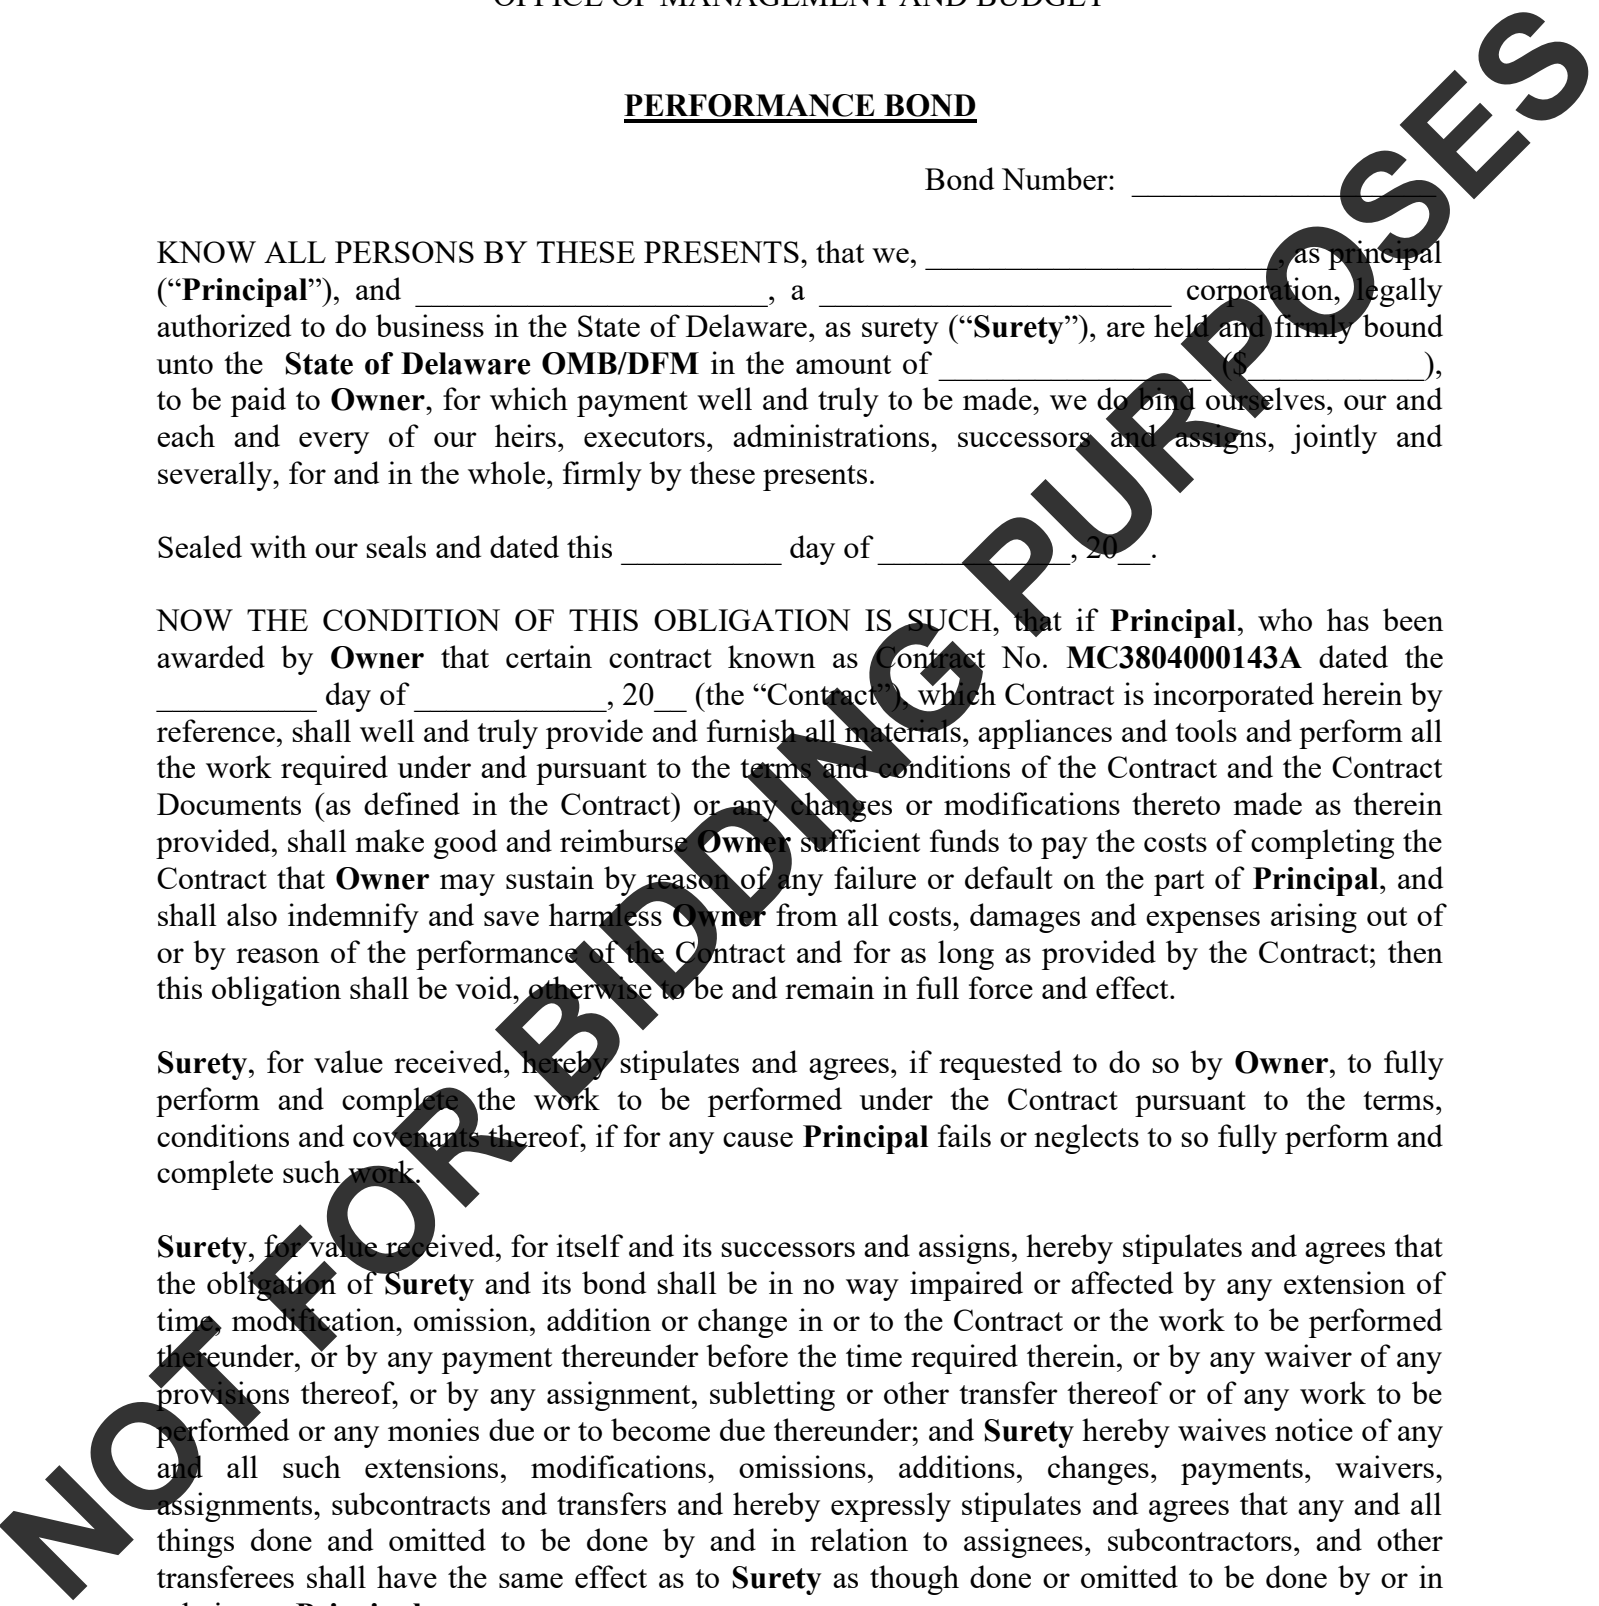 OFFICE OF MANAGEMENT AND BUDGET
PERFORMANCE BOND
Bond Number: ___________________
KNOW ALL PERSONS BY THESE PRESENTS, that we, ______________________, as principal
(“Principal”), and ______________________, a ______________________ corporation, legally
authorized to do business in the State of Delaware, as surety (“Surety”), are held and firmly bound
unto the State of Delaware OMB/DFM in the amount of _________________ ($___________),
to be paid to Owner, for which payment well and truly to be made, we do bind ourselves, our and
each and every of our heirs, executors, administrations, successors and assigns, jointly and
severally, for and in the whole, firmly by these presents.
Sealed with our seals and dated this __________ day of ____________, 20__.
NOW THE CONDITION OF THIS OBLIGATION IS SUCH, that if Principal, who has been
awarded by Owner that certain contract known as Contract No. MC3804000143A dated the
__________ day of ____________, 20__ (the “Contract”), which Contract is incorporated herein by
reference, shall well and truly provide and furnish all materials, appliances and tools and perform all
the work required under and pursuant to the terms and conditions of the Contract and the Contract
Documents (as defined in the Contract) or any changes or modifications thereto made as therein
provided, shall make good and reimburse Owner sufficient funds to pay the costs of completing the
Contract that Owner may sustain by reason of any failure or default on the part of Principal, and
shall also indemnify and save harmless Owner from all costs, damages and expenses arising out of
or by reason of the performance of the Contract and for as long as provided by the Contract; then
this obligation shall be void, otherwise to be and remain in full force and effect.
Surety, for value received, hereby stipulates and agrees, if requested to do so by Owner, to fully
perform and complete the work to be performed under the Contract pursuant to the terms,
conditions and covenants thereof, if for any cause Principal fails or neglects to so fully perform and
complete such work.
Surety, for value received, for itself and its successors and assigns, hereby stipulates and agrees that
the obligation of Surety and its bond shall be in no way impaired or affected by any extension of
time, modification, omission, addition or change in or to the Contract or the work to be performed
thereunder, or by any payment thereunder before the time required therein, or by any waiver of any
provisions thereof, or by any assignment, subletting or other transfer thereof or of any work to be
performed or any monies due or to become due thereunder; and Surety hereby waives notice of any
and all such extensions, modifications, omissions, additions, changes, payments, waivers,
assignments, subcontracts and transfers and hereby expressly stipulates and agrees that any and all
things done and omitted to be done by and in relation to assignees, subcontractors, and other
transferees shall have the same effect as to Surety as though done or omitted to be done by or in
NOT FOR BIDDING PURPOSES